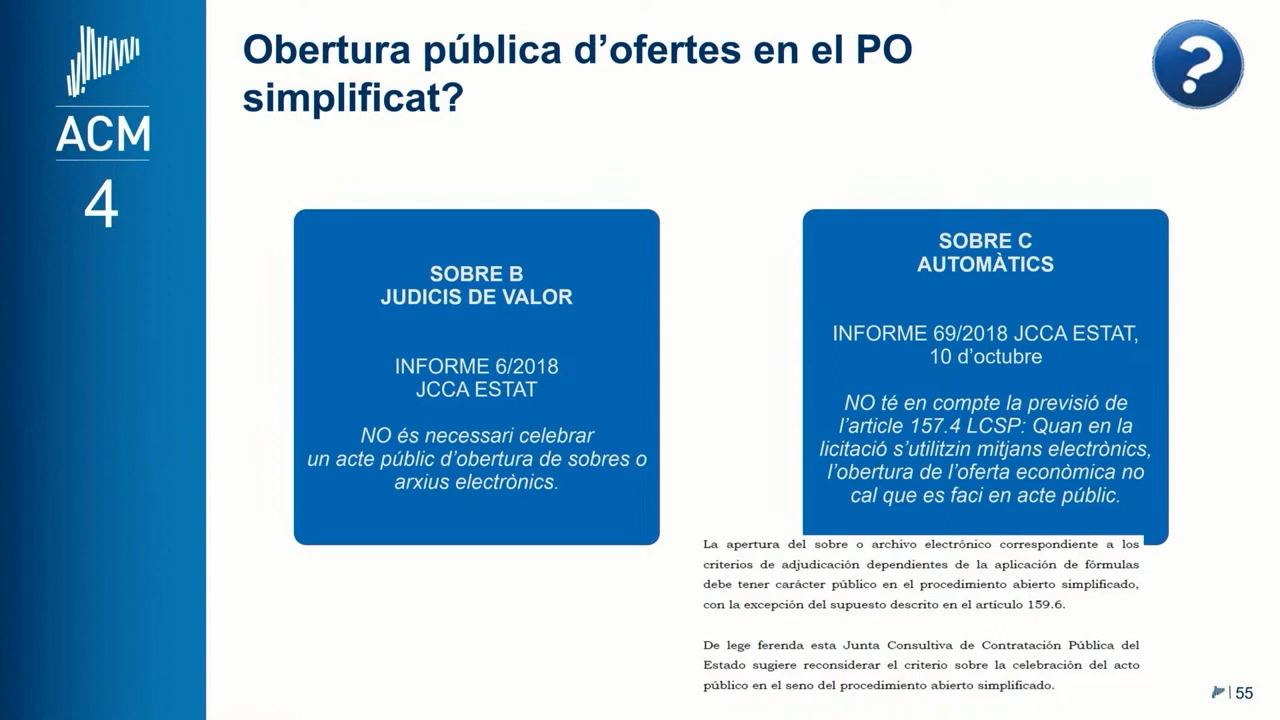 ACM
4
Obertura pública d’ofertes en el PO
simplificat?
?
SOBRE B
JUDICIS DE VALOR
INFORME 6/2018
JCCA ESTAT
NO és necessari celebrar
un acte públic d’obertura de sobres o
arxius electrònics.
SOBRE C
AUTOMÀTICS
INFORME 69/2018 JCCA ESTAT,
10 d’octubre
NO té en compte la previsió de
l’article 157.4 LCSP: Quan en la
licitació s’utilitzin mitjans electrònics,
l’obertura de l’oferta econòmica no
cal que es faci en acte públic.
La apertura del sobre o archivo electrónico correspondiente a los
criterios de adjudicación dependientes de la aplicación de fórmulas
debe tener carácter público en el procedimiento abierto simplificado,
con la excepción del supuesto descrito en el artículo 159.6.
De lege ferenda esta Junta Consultiva de Contratación Pública del
Estado sugiere reconsiderar el criterio sobre la celebración del acto
público en el seno del procedimiento abierto simplificado.
| 55